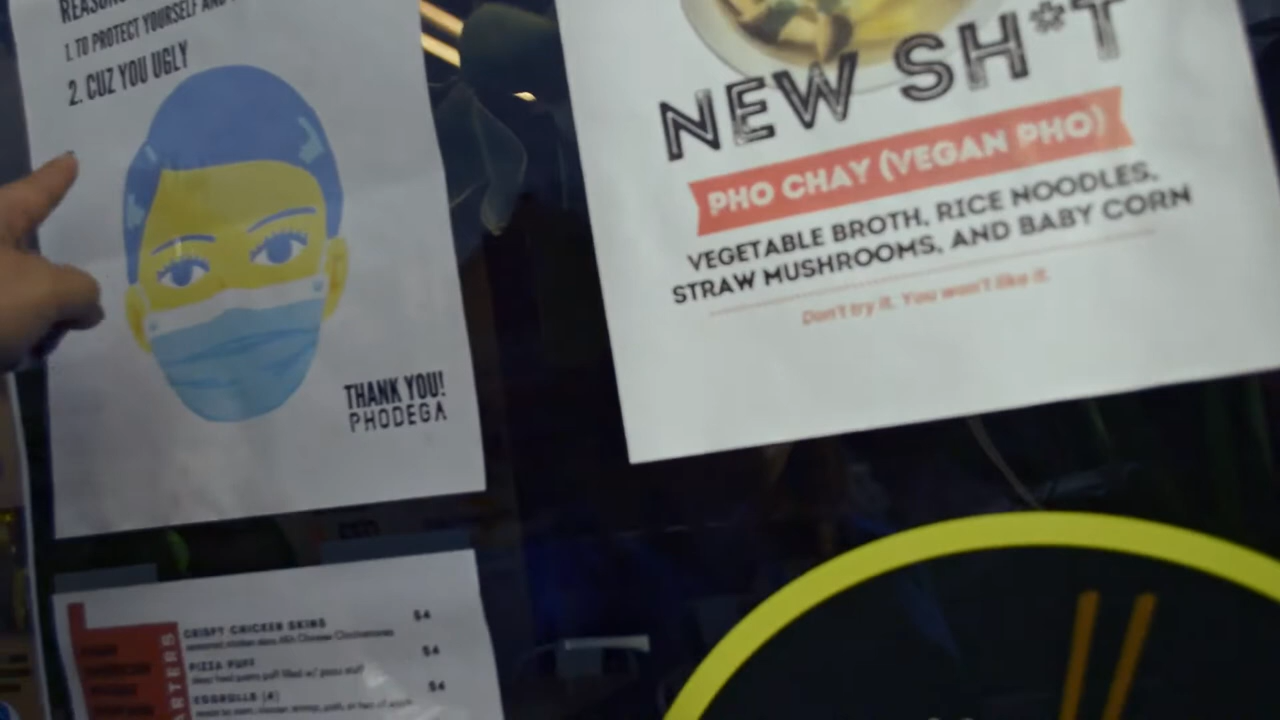 REASONS
1. TO PROTECT YOURSELF AND
2. CUZ YOU UGLY
THANK YOU!
PHODEGA
NEW SH*T
PHO CHAY (VEGAN PHO)
VEGETABLE BROTH, RICE NOODLES,
STRAW MUSHROOMS, AND BABY CORN
Don't try it. You won't like it.
CRISPY CHICKEN SKINS $4
PIZZA PUFF $4
EGGROLLS (4) $4